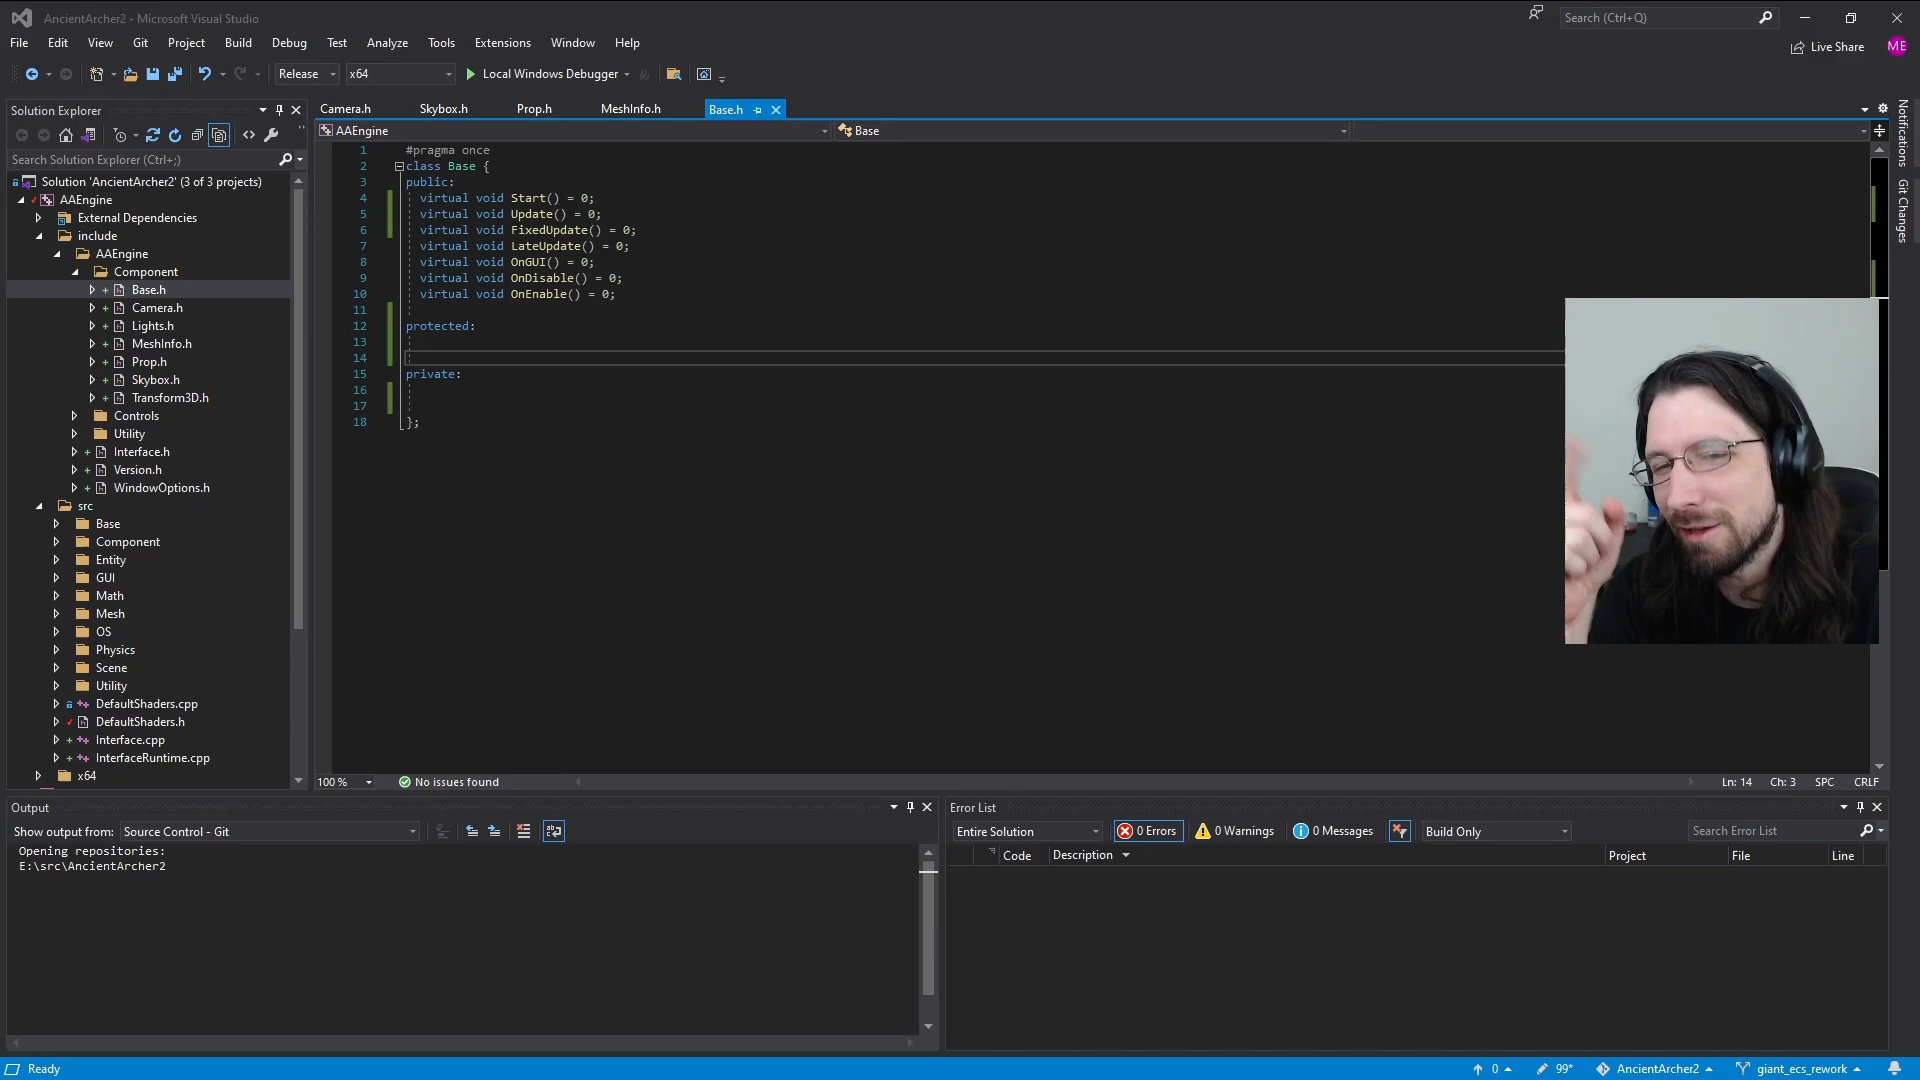 AncientArcher2 - Microsoft Visual Studio
Search (Ctrl+Q)
File Edit View Git Project Build Debug Test Analyze Tools Extensions Window Help
Live Share
ME
Release x64 Local Windows Debugger
Solution Explorer
Search Solution Explorer (Ctrl+;)
Solution 'AncientArcher2' (3 of 3 projects)
AAEngine
External Dependencies
include
AAEngine
Component
Base.h
Camera.h
Lights.h
MeshInfo.h
Prop.h
Skybox.h
Transform3D.h
Controls
Utility
Interface.h
Version.h
WindowOptions.h
src
Base
Component
Entity
GUI
Math
Mesh
OS
Physics
Scene
Utility
DefaultShaders.cpp
DefaultShaders.h
Interface.cpp
InterfaceRuntime.cpp
x64
Camera.h Skybox.h Prop.h MeshInfo.h Base.h
AAEngine Base
1 #pragma once
2 class Base {
3 public:
4 virtual void Start() = 0;
5 virtual void Update() = 0;
6 virtual void FixedUpdate() = 0;
7 virtual void LateUpdate() = 0;
8 virtual void OnGUI() = 0;
9 virtual void OnDisable() = 0;
10 virtual void OnEnable() = 0;
11
12 protected:
13
14
15 private:
16
17
18 };
Notifications
Git Changes
100 % No issues found Ln: 14 Ch: 3 SPC CRLF
Output
Show output from: Source Control - Git
Opening repositories:
E:\src\AncientArcher2
Error List
Entire Solution 0 Errors 0 Warnings 0 Messages Build Only Search Error List
Code Description Project File Line
Ready 0 99* AncientArcher2 giant_ecs_rework